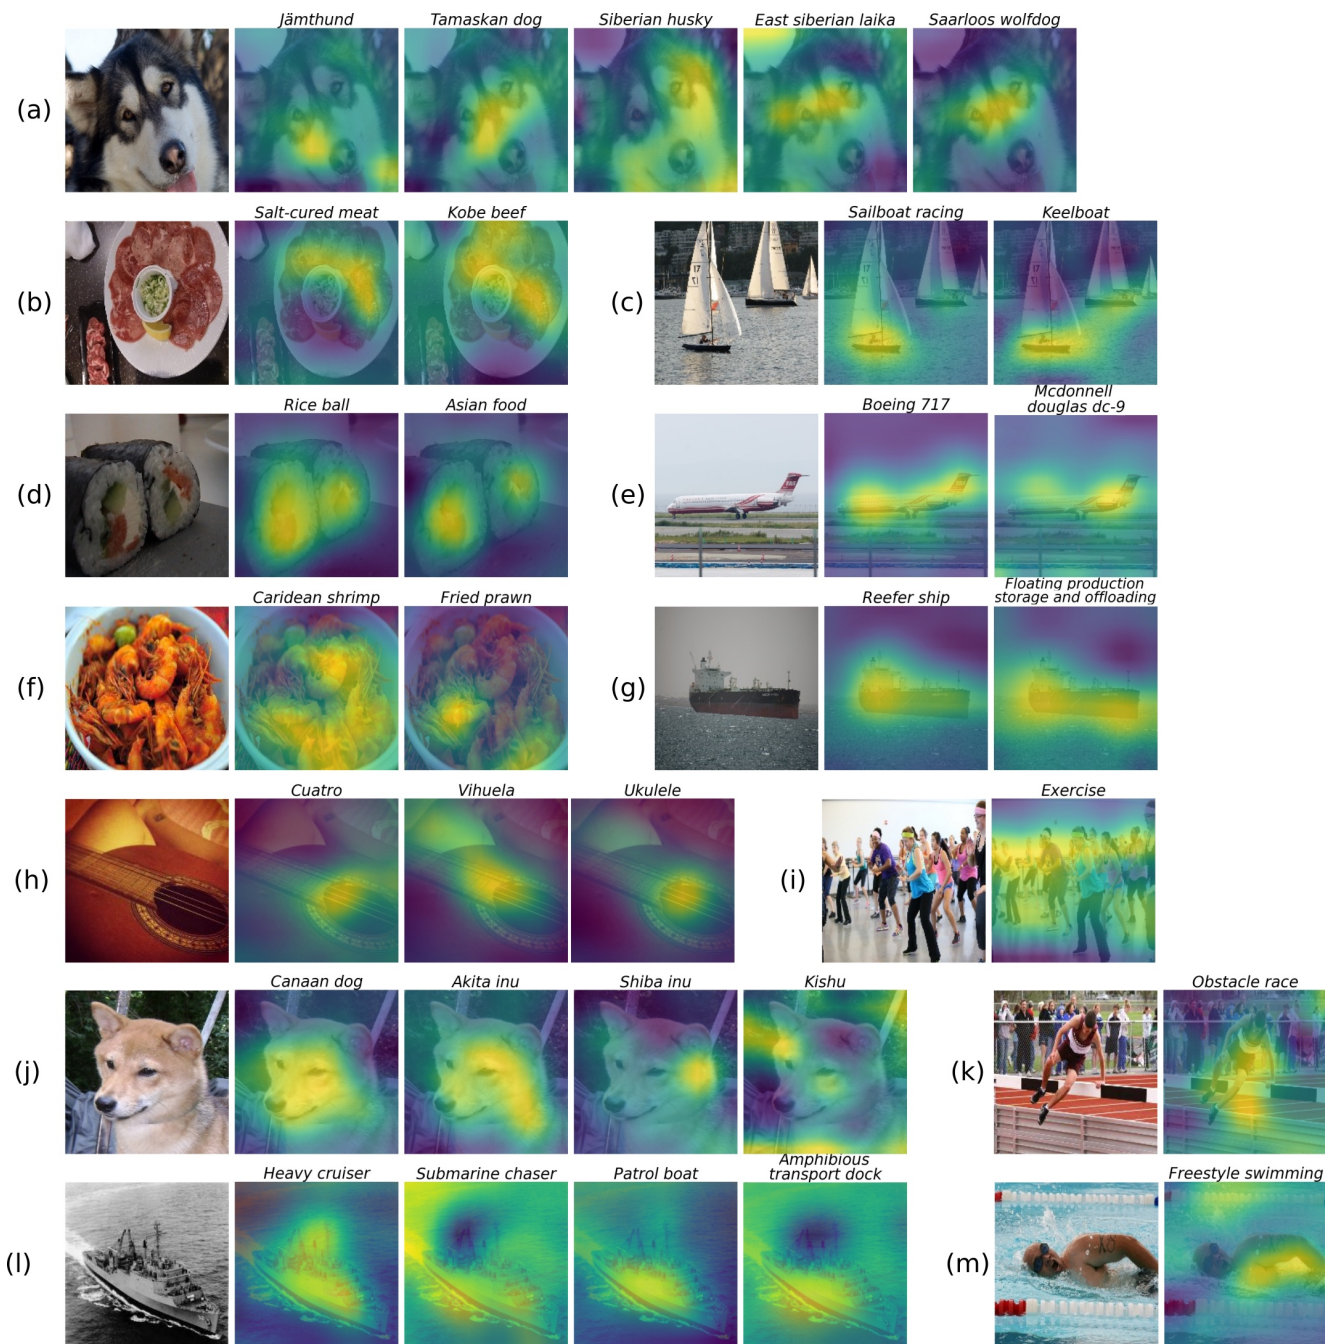 Jämthund
Tamaskan dog
Siberian husky
East siberian laika
Saarloos wolfdog
(a)
Salt-cured meat
Kobe beef
(b)
Sailboat racing
Keelboat
(c)
17
Rice ball
Asian food
(d)
Boeing 717
Mcdonnell
douglas dc-9
(e)
Caridean shrimp
Fried prawn
(f)
Reefer ship
Floating production
storage and offloading
(g)
Cuatro
Vihuela
Ukulele
(h)
Exercise
(i)
Canaan dog
Akita inu
Shiba inu
Kishu
(j)
Obstacle race
(k)
Heavy cruiser
Submarine chaser
Patrol boat
Amphibious
transport dock
(l)
Freestyle swimming
(m)